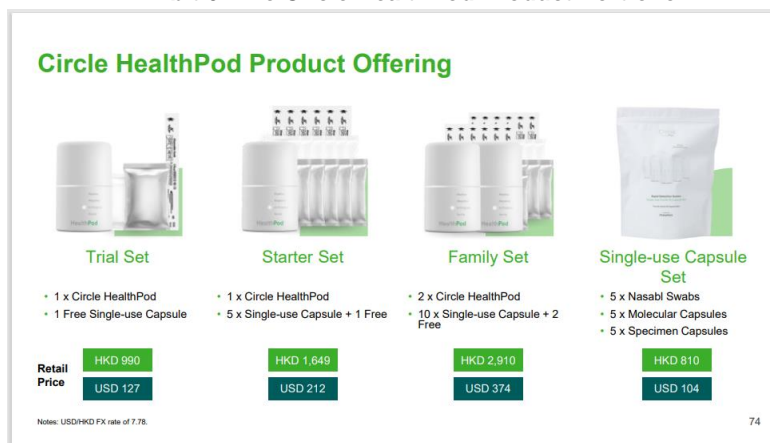 Circle HealthPod Product Offering
HealthPod
HealthPod
HealthPod
HealthPod
Trial Set
Starter Set
Family Set
Single-use Capsule
Set
• 1 x Circle HealthPod
• 1 Free Single-use Capsule
• 1 x Circle HealthPod
• 5 x Single-use Capsule + 1 Free
• 2 x Circle HealthPod
• 10 x Single-use Capsule + 2
Free
• 5 x Nasabl Swabs
• 5 x Molecular Capsules
• 5 x Specimen Capsules
Retail
Price
HKD 990
HKD 1,649
HKD 2,910
HKD 810
USD 127
USD 212
USD 374
USD 104
Notes: USD/HKD FX rate of 7.78.
74